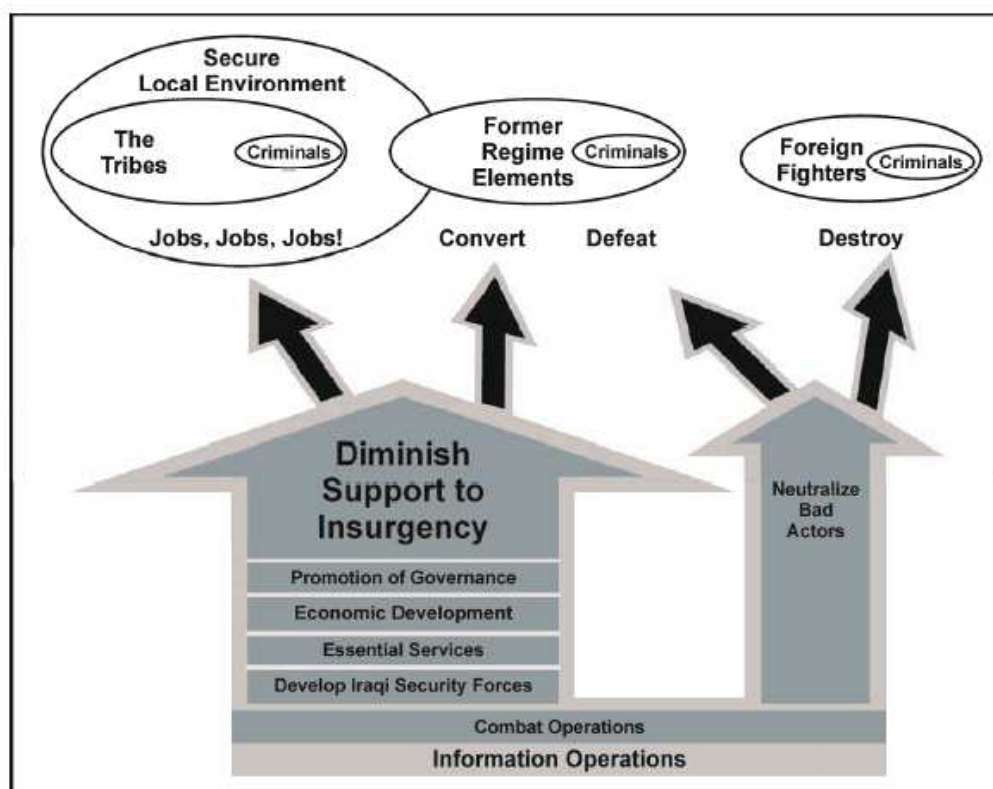 Secure
Local Environment
The
Tribes
Criminals
Former
Regime
Elements
Criminals
Foreign
Fighters
Criminals
Jobs, Jobs, Jobs!
Convert
Defeat
Destroy
Diminish
Support to
Insurgency
Neutralize
Bad
Actors
Promotion of Governance
Economic Development
Essential Services
Develop Iraqi Security Forces
Combat Operations
Information Operations